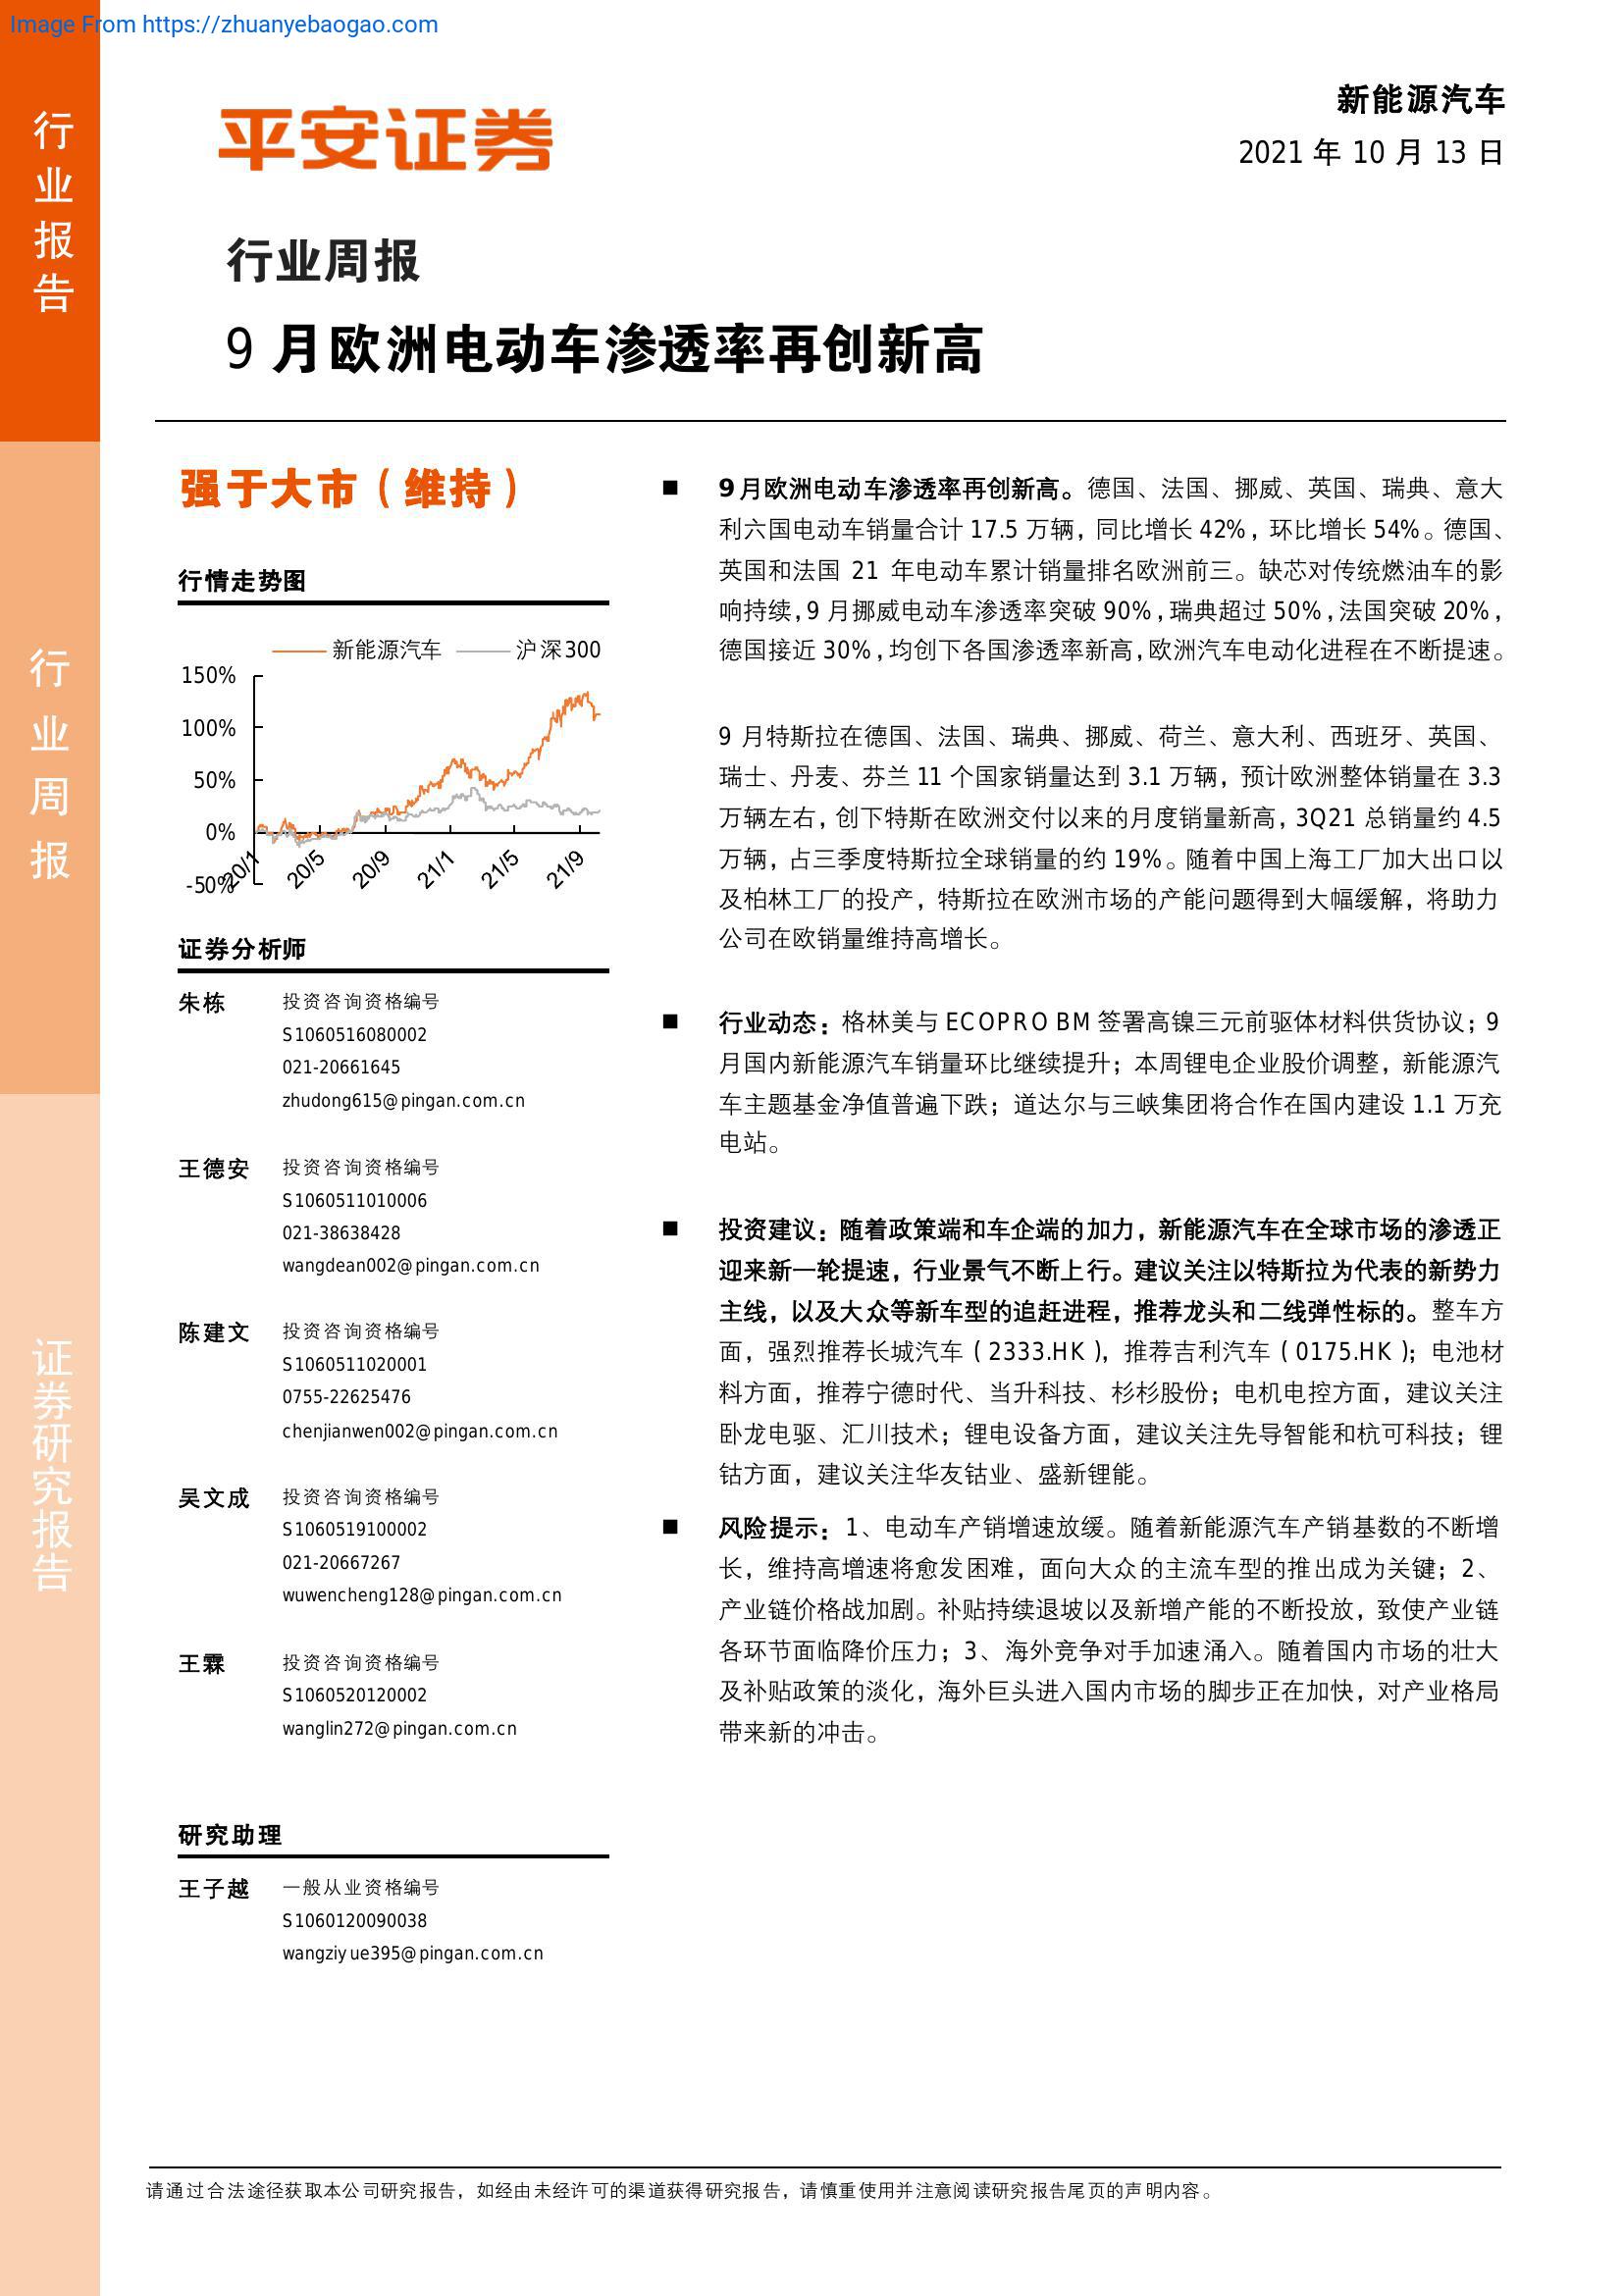 Image From https://zhuanyebaogao.com
行业报告
行业周报
证券研究报告
平安证券
新能源汽车
2021 年 10 月 13 日
行业周报
9 月欧洲电动车渗透率再创新高
强于大市（维持）
行情走势图
新能源汽车 沪深300
150%
100%
50%
0%
-50%
20/1 20/5 20/9 21/1 21/5 21/9
证券分析师
朱栋 投资咨询资格编号
S1060516080002
021-20661645
zhudong615@pingan.com.cn
王德安 投资咨询资格编号
S1060511010006
021-38638428
wangdean002@pingan.com.cn
陈建文 投资咨询资格编号
S1060511020001
0755-22625476
chenjianwen002@pingan.com.cn
吴文成 投资咨询资格编号
S1060519100002
021-20667267
wuwencheng128@pingan.com.cn
王霖 投资咨询资格编号
S1060520120002
wanglin272@pingan.com.cn
研究助理
王子越 一般从业资格编号
S1060120090038
wangziyue395@pingan.com.cn
■ 9月欧洲电动车渗透率再创新高。德国、法国、挪威、英国、瑞典、意大
利六国电动车销量合计 17.5 万辆，同比增长 42%，环比增长 54%。德国、
英国和法国 21 年电动车累计销量排名欧洲前三。缺芯对传统燃油车的影
响持续，9 月挪威电动车渗透率突破 90%，瑞典超过 50%，法国突破 20%，
德国接近 30%，均创下各国渗透率新高，欧洲汽车电动化进程在不断提速。
9 月特斯拉在德国、法国、瑞典、挪威、荷兰、意大利、西班牙、英国、
瑞士、丹麦、芬兰 11 个国家销量达到 3.1 万辆，预计欧洲整体销量在 3.3
万辆左右，创下特斯在欧洲交付以来的月度销量新高，3Q21 总销量约 4.5
万辆，占三季度特斯拉全球销量的约 19%。随着中国上海工厂加大出口以
及柏林工厂的投产，特斯拉在欧洲市场的产能问题得到大幅缓解，将助力
公司在欧销量维持高增长。
■ 行业动态：格林美与 ECOPRO BM 签署高镍三元前驱体材料供货协议；9
月国内新能源汽车销量环比继续提升；本周锂电企业股价调整，新能源汽
车主题基金净值普遍下跌；道达尔与三峡集团将合作在国内建设 1.1 万充
电站。
■ 投资建议：随着政策端和车企端的加力，新能源汽车在全球市场的渗透正
迎来新一轮提速，行业景气不断上行。建议关注以特斯拉为代表的新势力
主线，以及大众等新车型的追赶进程，推荐龙头和二线弹性标的。整车方
面，强烈推荐长城汽车（2333.HK），推荐吉利汽车（0175.HK）；电池材
料方面，推荐宁德时代、当升科技、杉杉股份；电机电控方面，建议关注
卧龙电驱、汇川技术；锂电设备方面，建议关注先导智能和杭可科技；锂
钴方面，建议关注华友钴业、盛新锂能。
■ 风险提示：1、电动车产销增速放缓。随着新能源汽车产销基数的不断增
长，维持高增速将愈发困难，面向大众的主流车型的推出成为关键；2、
产业链价格战加剧。补贴持续退坡以及新增产能的不断投放，致使产业链
各环节面临降价压力；3、海外竞争对手加速涌入。随着国内市场的壮大
及补贴政策的淡化，海外巨头进入国内市场的脚步正在加快，对产业格局
带来新的冲击。
请通过合法途径获取本公司研究报告，如经由未经许可的渠道获得研究报告，请慎重使用并注意阅读研究报告尾页的声明内容。